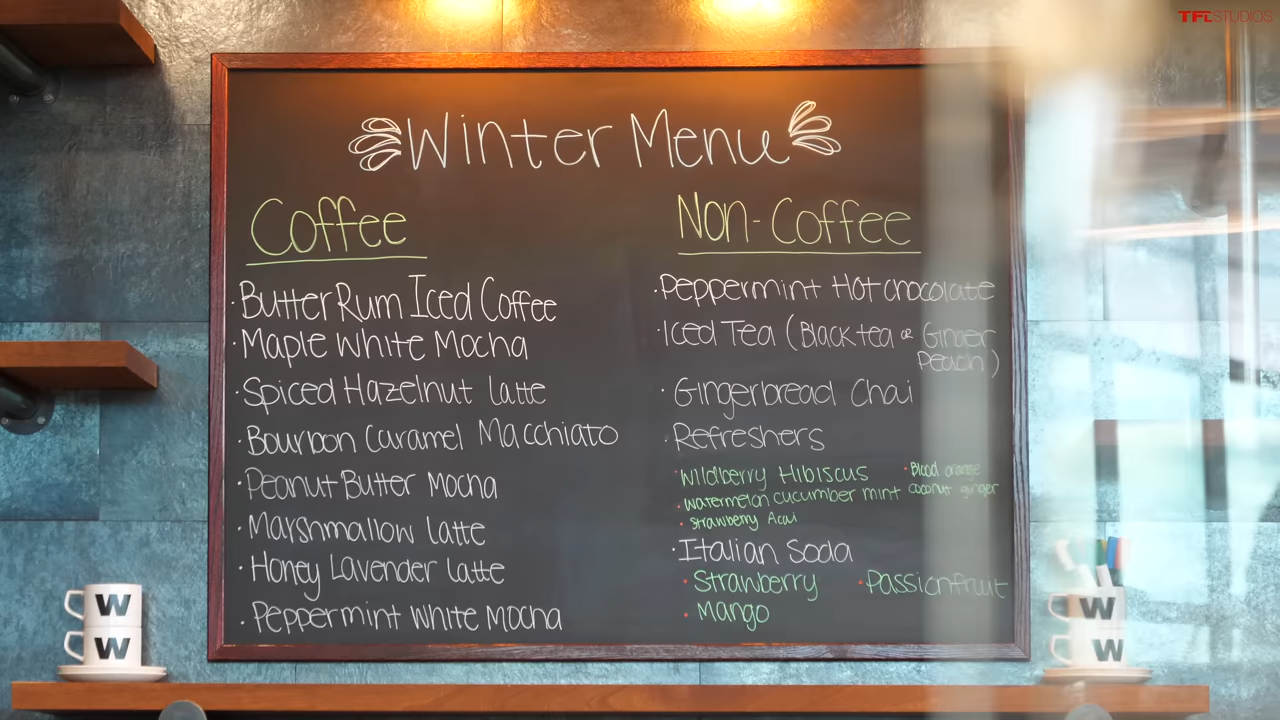 TFLSTUDIOS
Winter Menu
Coffee
· Butter Rum Iced Coffee
· Maple White Mocha
· Spiced Hazelnut Latte
· Bourbon Caramel Macchiato
· Peanut Butter Mocha
· Marshmallow Latte
· Honey Lavender Latte
· Peppermint White Mocha
Non-Coffee
· Peppermint Hot chocolate
· Iced Tea (Black tea or Ginger
Peach)
· Gingerbread Chai
· Refreshers
· Wildberry Hibiscus
· Blood orange
coconut ginger
· Watermelon cucumber mint
· Strawberry Acai
· Italian Soda
· Strawberry
· Passionfruit
· Mango
W
W
W
W